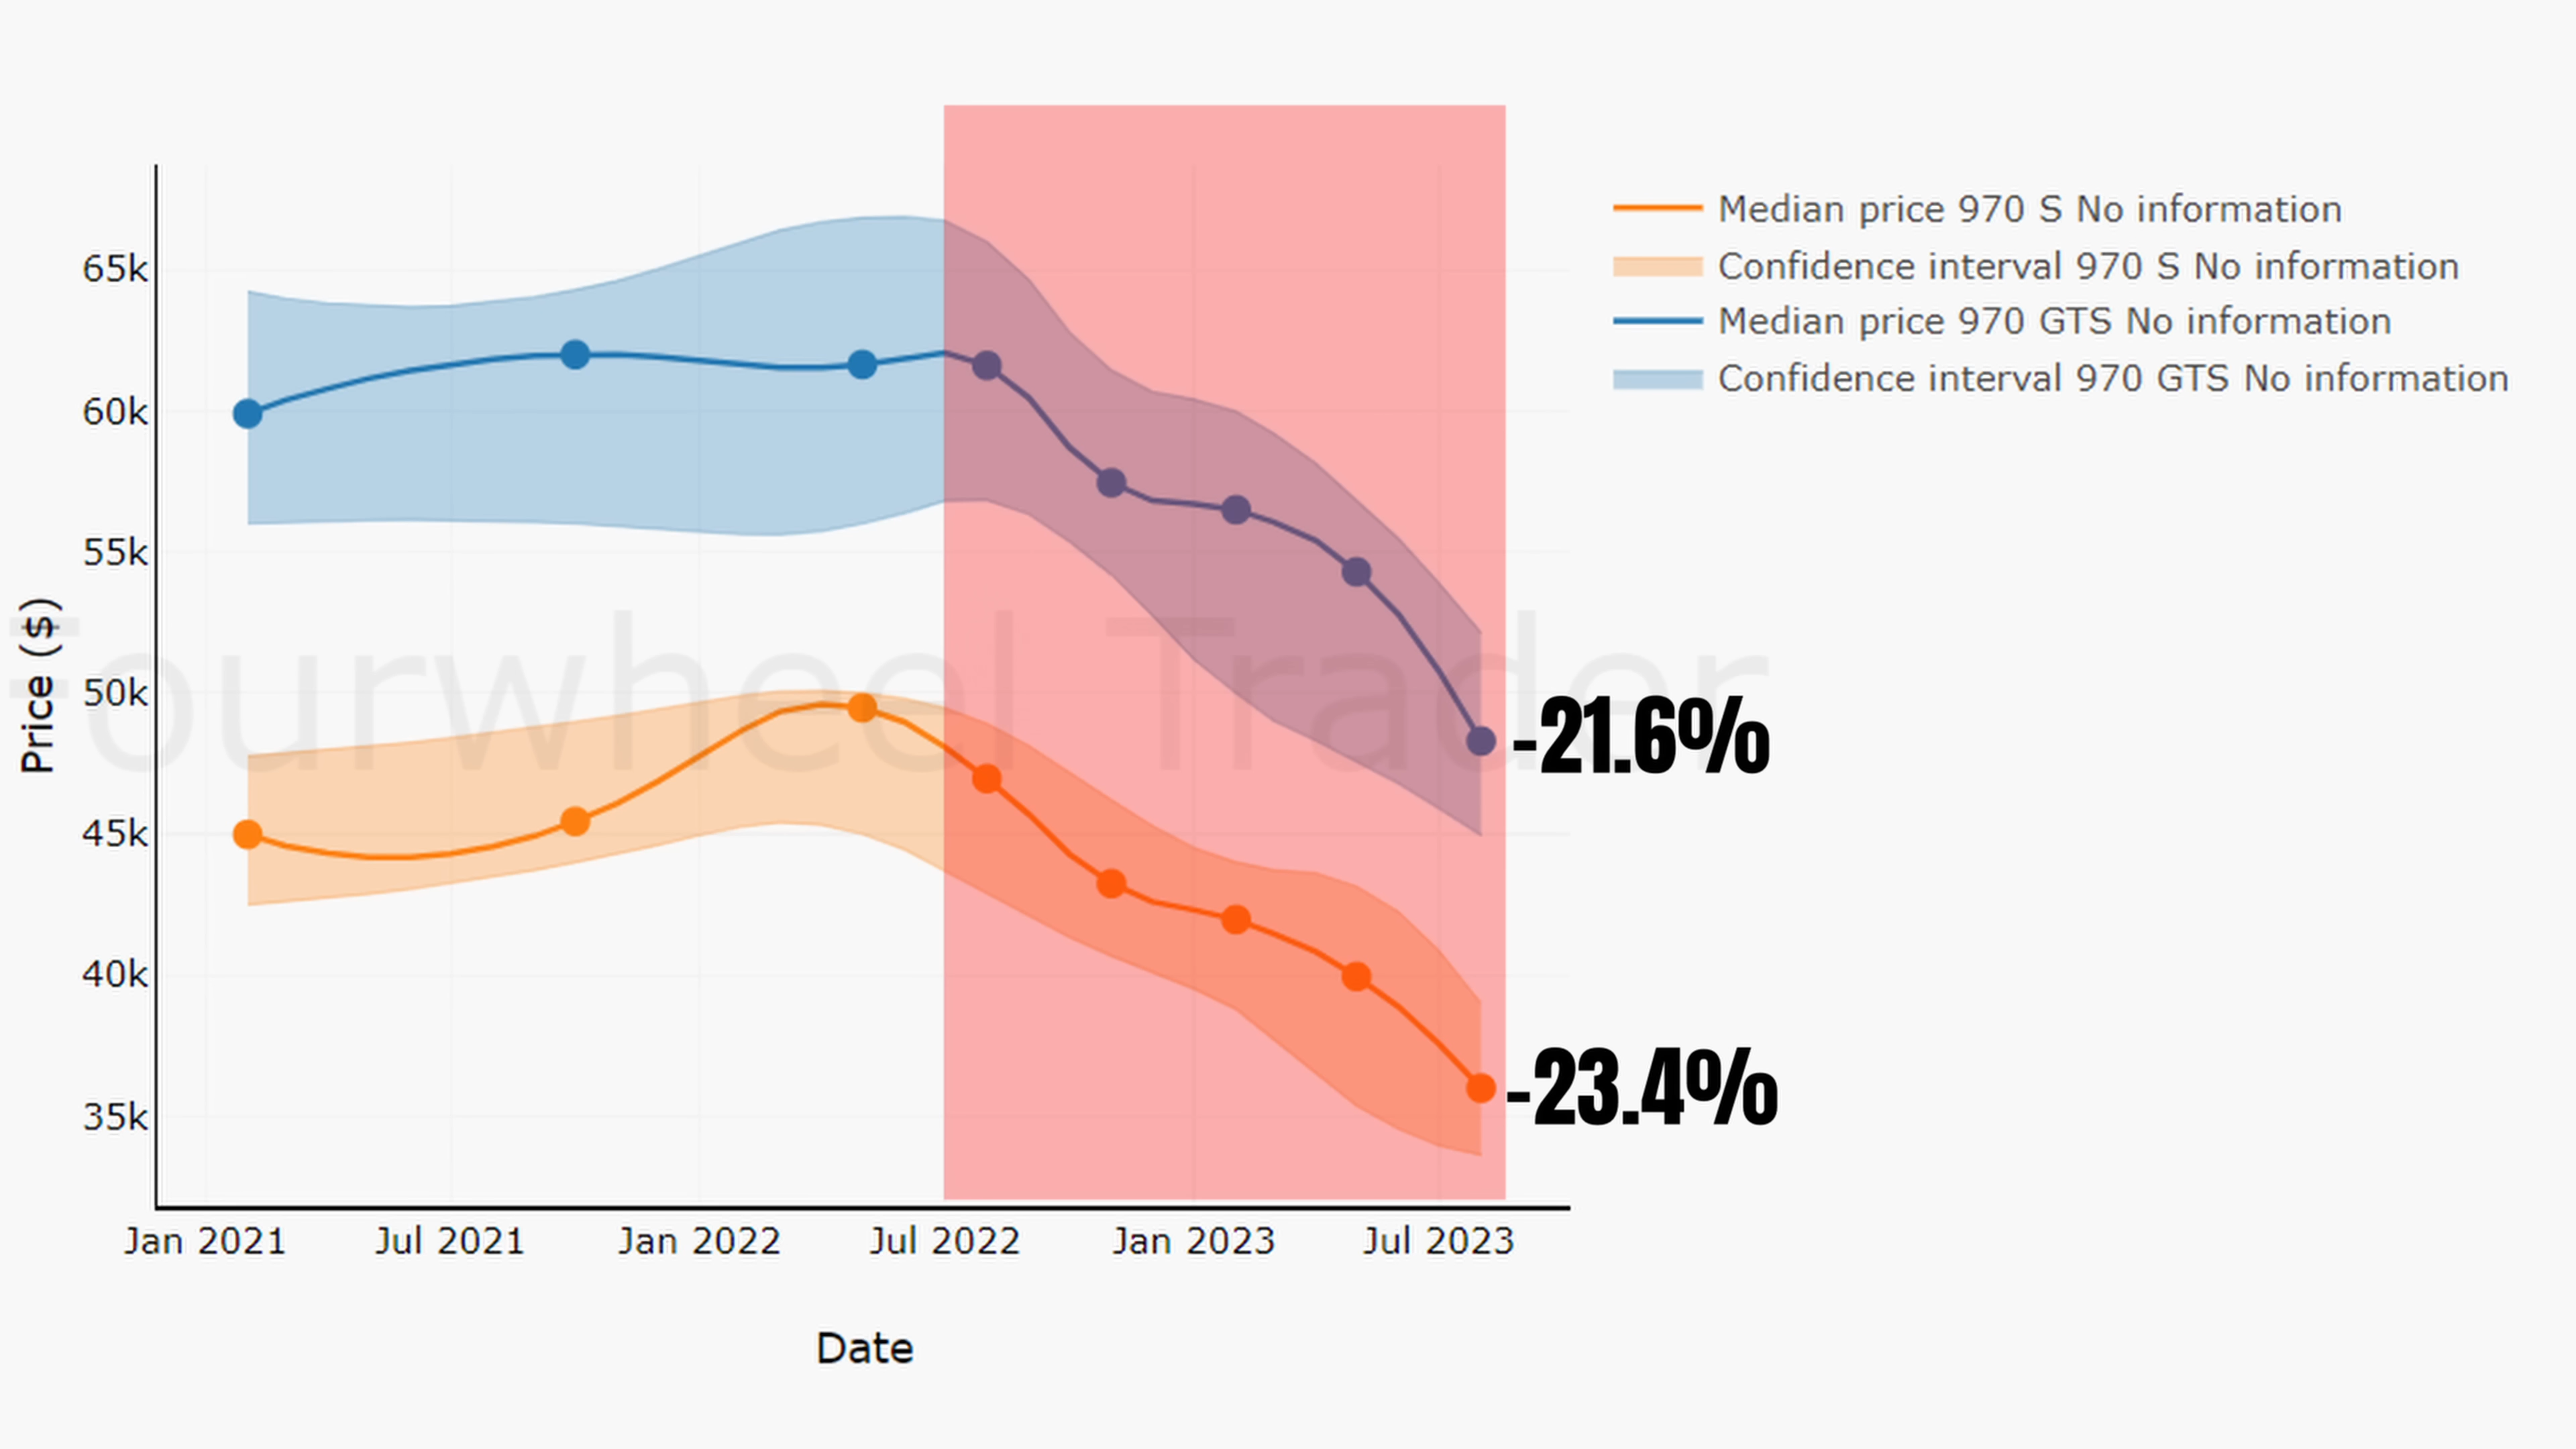 Median price 970 S No information
Confidence interval 970 S No information
Median price 970 GTS No information
Confidence interval 970 GTS No information
65k
60k
55k
50k
45k
40k
35k
Price ($)
Fourwheel Trader
-21.6%
-23.4%
Jan 2021 Jul 2021 Jan 2022 Jul 2022 Jan 2023 Jul 2023
Date